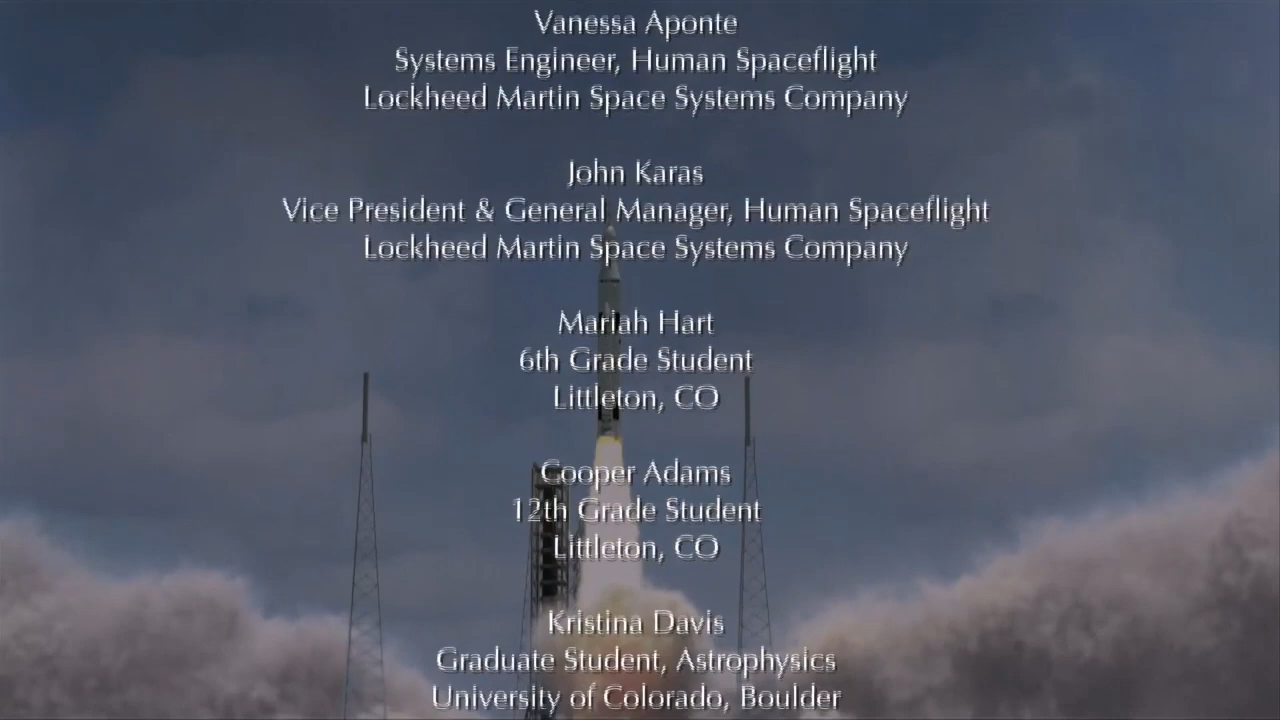 Vanessa Aponte
Systems Engineer, Human Spaceflight
Lockheed Martin Space Systems Company
John Karas
Vice President & General Manager, Human Spaceflight
Lockheed Martin Space Systems Company
Mariah Hart
6th Grade Student
Littleton, CO
Cooper Adams
12th Grade Student
Littleton, CO
Kristina Davis
Graduate Student, Astrophysics
University of Colorado, Boulder